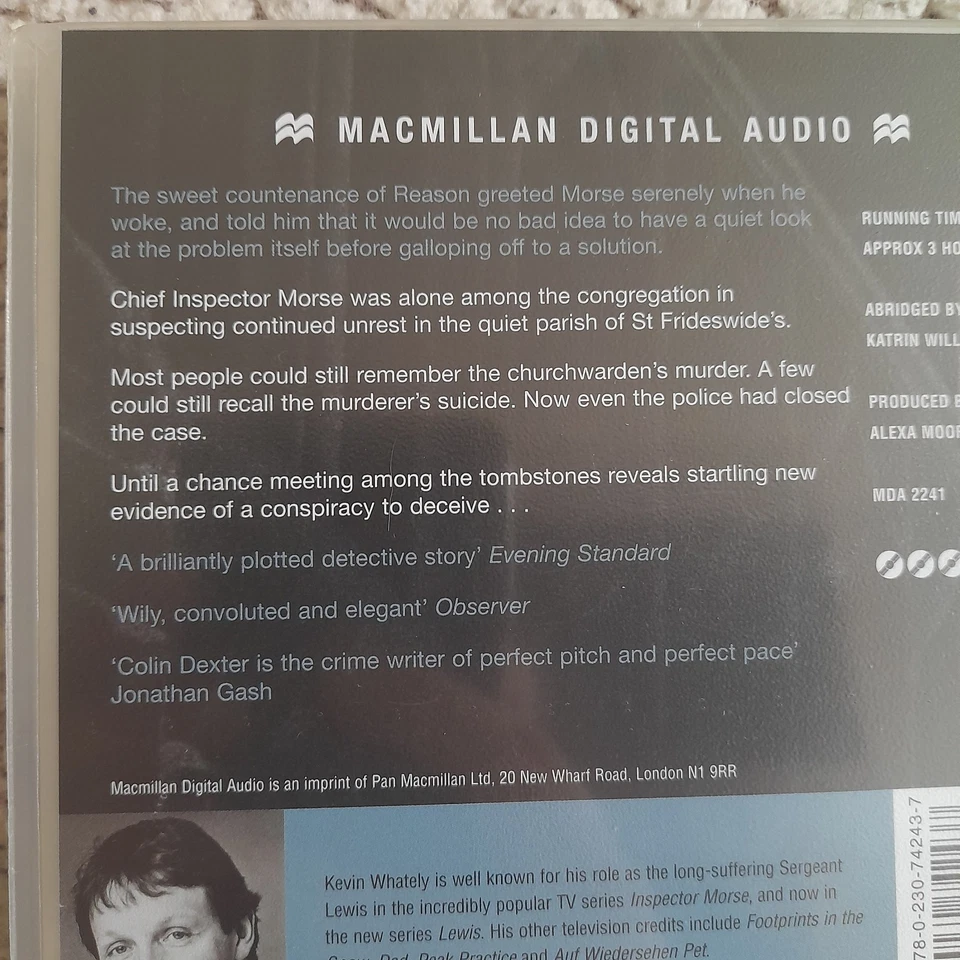 MACMILLAN DIGITAL AUDIO
The sweet countenance of Reason greeted Morse serenely when he
woke, and told him that it would be no bad idea to have a quiet look
at the problem itself before galloping off to a solution.
Chief Inspector Morse was alone among the congregation in
suspecting continued unrest in the quiet parish of St Frideswide's.
Most people could still remember the churchwarden's murder. A few
could still recall the murderer's suicide. Now even the police had closed
the case.
Until a chance meeting among the tombstones reveals startling new
evidence of a conspiracy to deceive . . .
‘A brilliantly plotted detective story’ Evening Standard
‘Wily, convoluted and elegant’ Observer
‘Colin Dexter is the crime writer of perfect pitch and perfect pace’
Jonathan Gash
Macmillan Digital Audio is an imprint of Pan Macmillan Ltd, 20 New Wharf Road, London N1 9RR
RUNNING TIM
APPROX 3 HO
ABRIDGED BY
KATRIN WILL
PRODUCED B
ALEXA MOOR
MDA 2241
Kevin Whately is well known for his role as the long-suffering Sergeant
Lewis in the incredibly popular TV series Inspector Morse, and now in
the new series Lewis. His other television credits include Footprints in the
Snow, Dad, Peak Practice and Auf Wiedersehen Pet.
78-0-230-74243-7